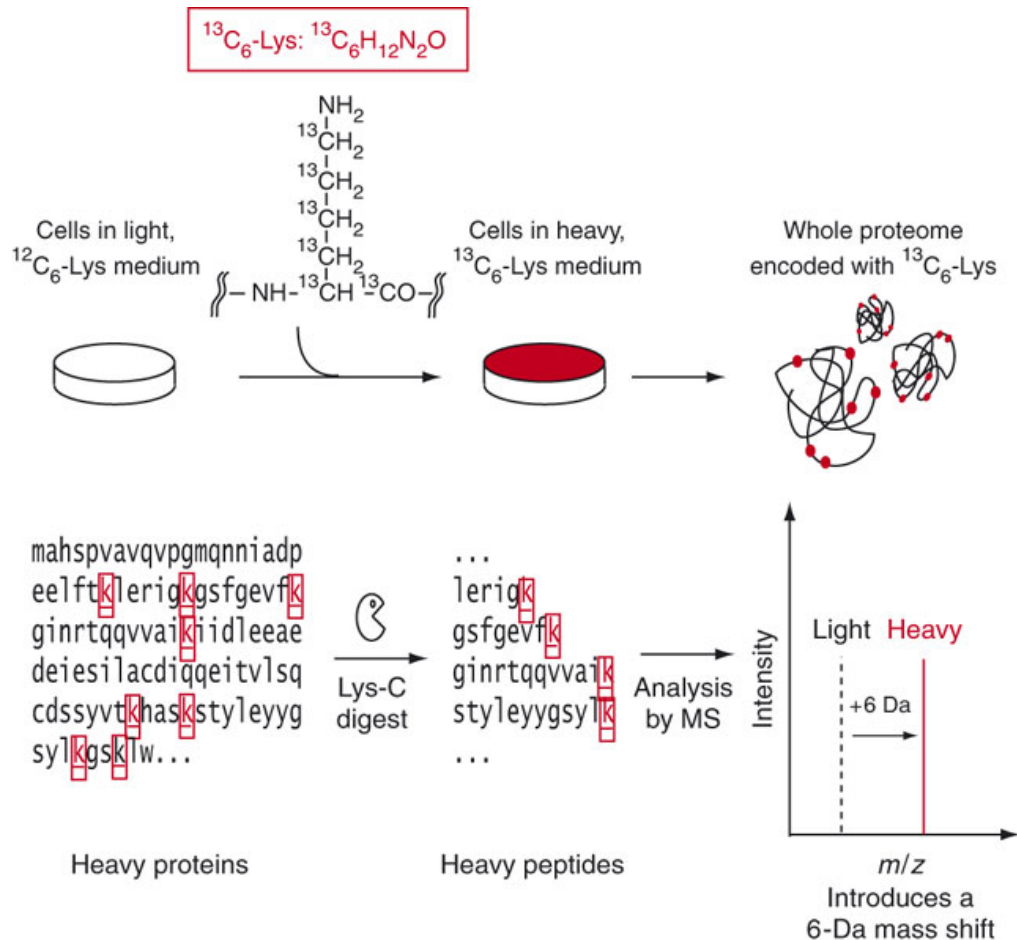 ¹³C₆-Lys: ¹³C₆H₁₂N₂O
NH₂
¹³CH₂
¹³CH₂
¹³CH₂
¹³CH₂
NH-¹³CH-¹³CO
Cells in light,
¹²C₆-Lys medium
Cells in heavy,
¹³C₆-Lys medium
Whole proteome
encoded with ¹³C₆-Lys
mahspvavqvpgmqnniadp
eelftklerigkgsfgevfk
ginrtqqvvaikiidleeae
deiesilacdiqqeitvlsq
cdssyvtkhaskstyleyyg
sylkgsklw...
Heavy proteins
Lys-C
digest
...
lerigk
gsfgevfk
ginrtqqvvaik
styleyygsylk
...
Heavy peptides
Analysis
by MS
Intensity
Light Heavy
+6 Da
m/z
Introduces a
6-Da mass shift